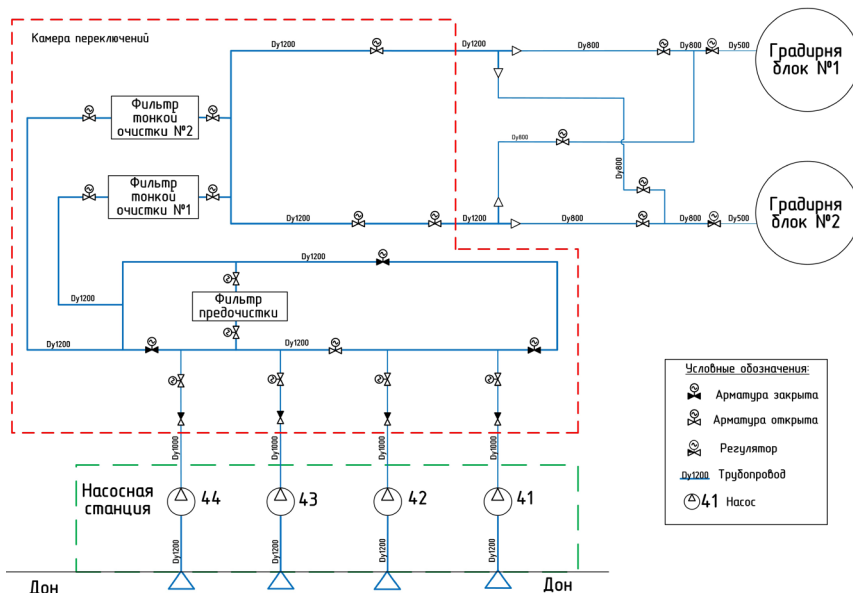 Камера переключений
Dy1200
Dy1200
Dy800
Dy800
Dy500
Градирня
блок №1
Фильтр
тонкой
очистки №2
Dy800
Dy800
Фильтр
тонкой
очистки №1
Dy1200
Dy1200
Dy800
Dy800
Dy500
Градирня
блок №2
Dy1200
Dy1200
Фильтр
предочистки
Dy1200
Dy1200
Dy1000
Dy1000
Dy1000
Dy1000
Насосная
станция
44
43
42
41
Dy1200
Dy1200
Dy1200
Dy1200
Дон
Дон
Условные обозначения:
Арматура закрыта
Арматура открыта
Регулятор
Dy1200 Трубопровод
41 Насос